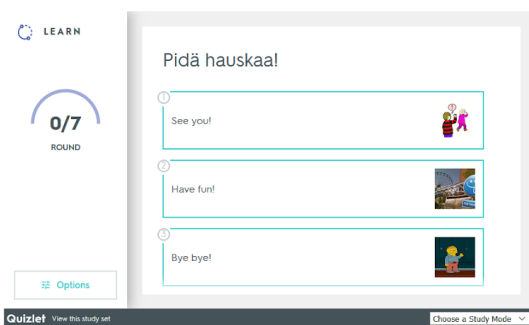 LEARN
0/7
ROUND
Options
Pidä hauskaa!
1
See you!
2
Have fun!
3
Bye bye!
Quizlet View this study set
Choose a Study Mode